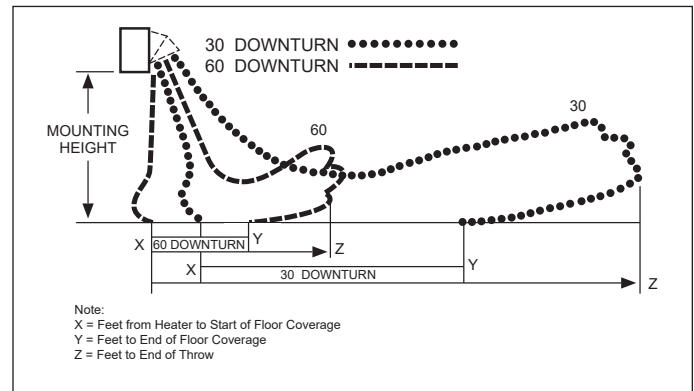 30 DOWNTURN
60 DOWNTURN
MOUNTING
HEIGHT
60
30
X 60 DOWNTURN Y Z
X 30 DOWNTURN Y Z
Note:
X = Feet from Heater to Start of Floor Coverage
Y = Feet to End of Floor Coverage
Z = Feet to End of Throw